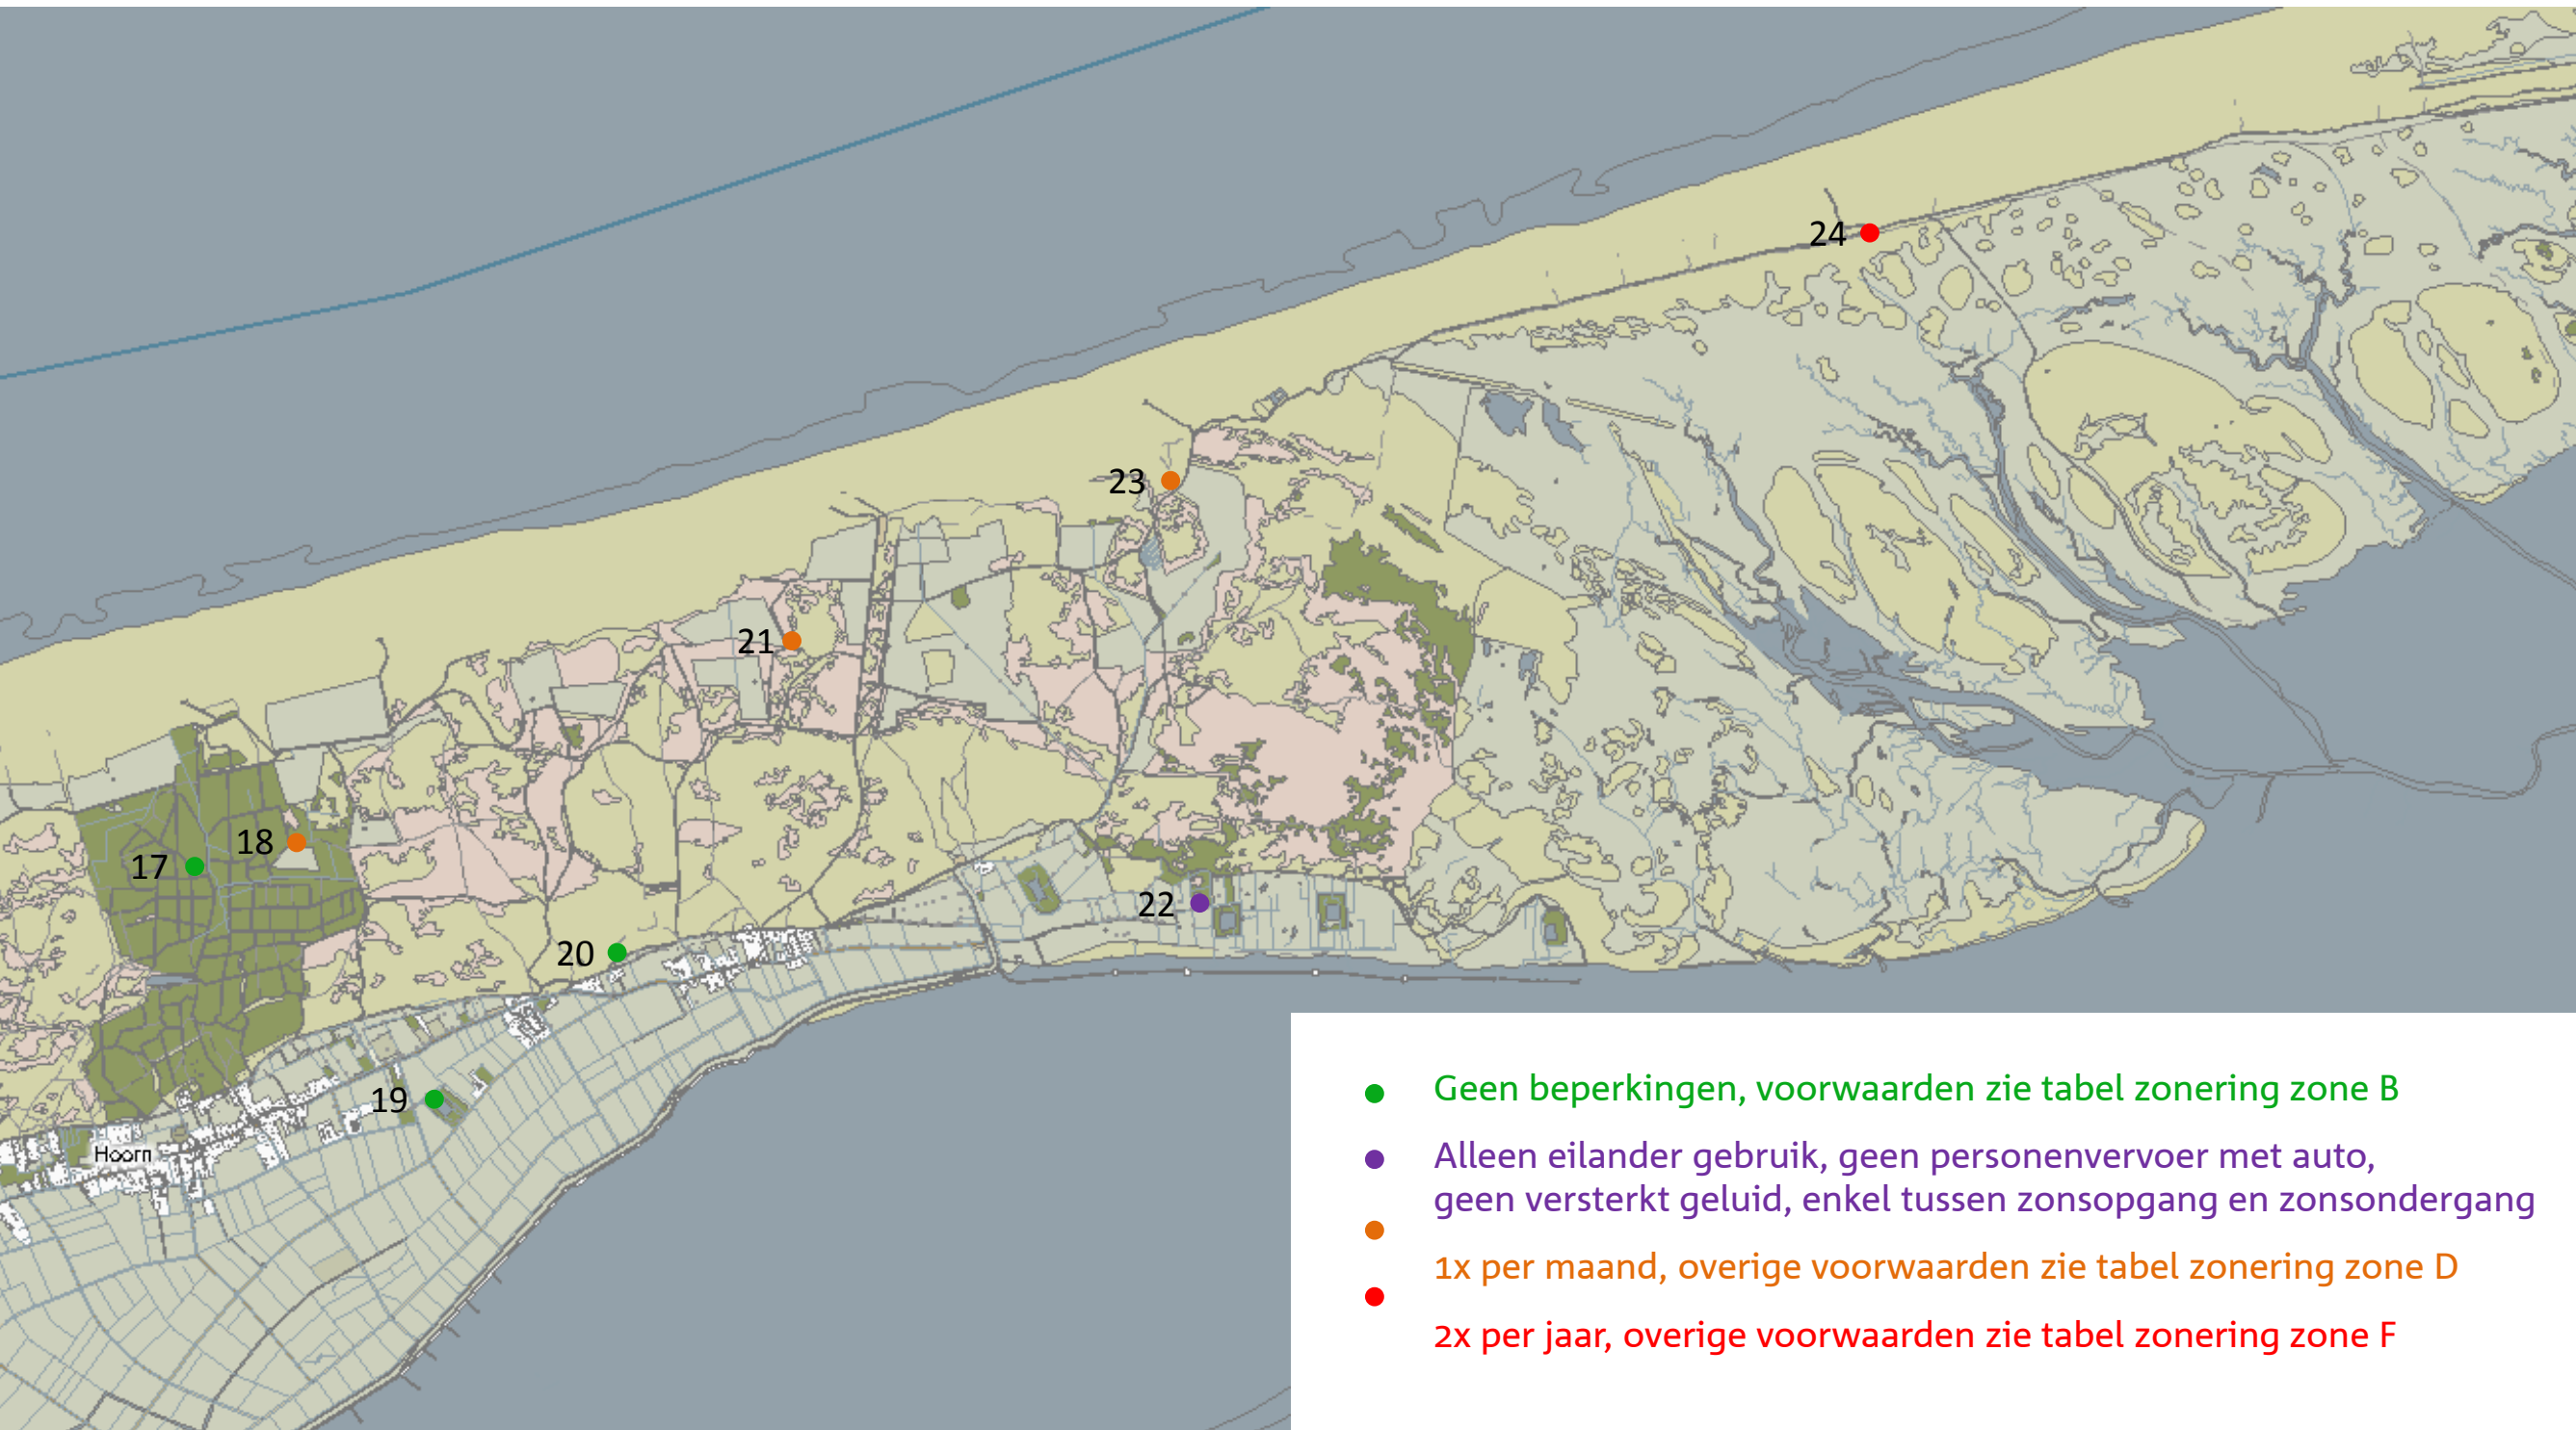 24
23
21
18
17
22
20
19
Hoorn
Geen beperkingen, voorwaarden zie tabel zonering zone B
Alleen eilander gebruik, geen personenvervoer met auto,
geen versterkt geluid, enkel tussen zonsopgang en zonsondergang
1x per maand, overige voorwaarden zie tabel zonering zone D
2x per jaar, overige voorwaarden zie tabel zonering zone F